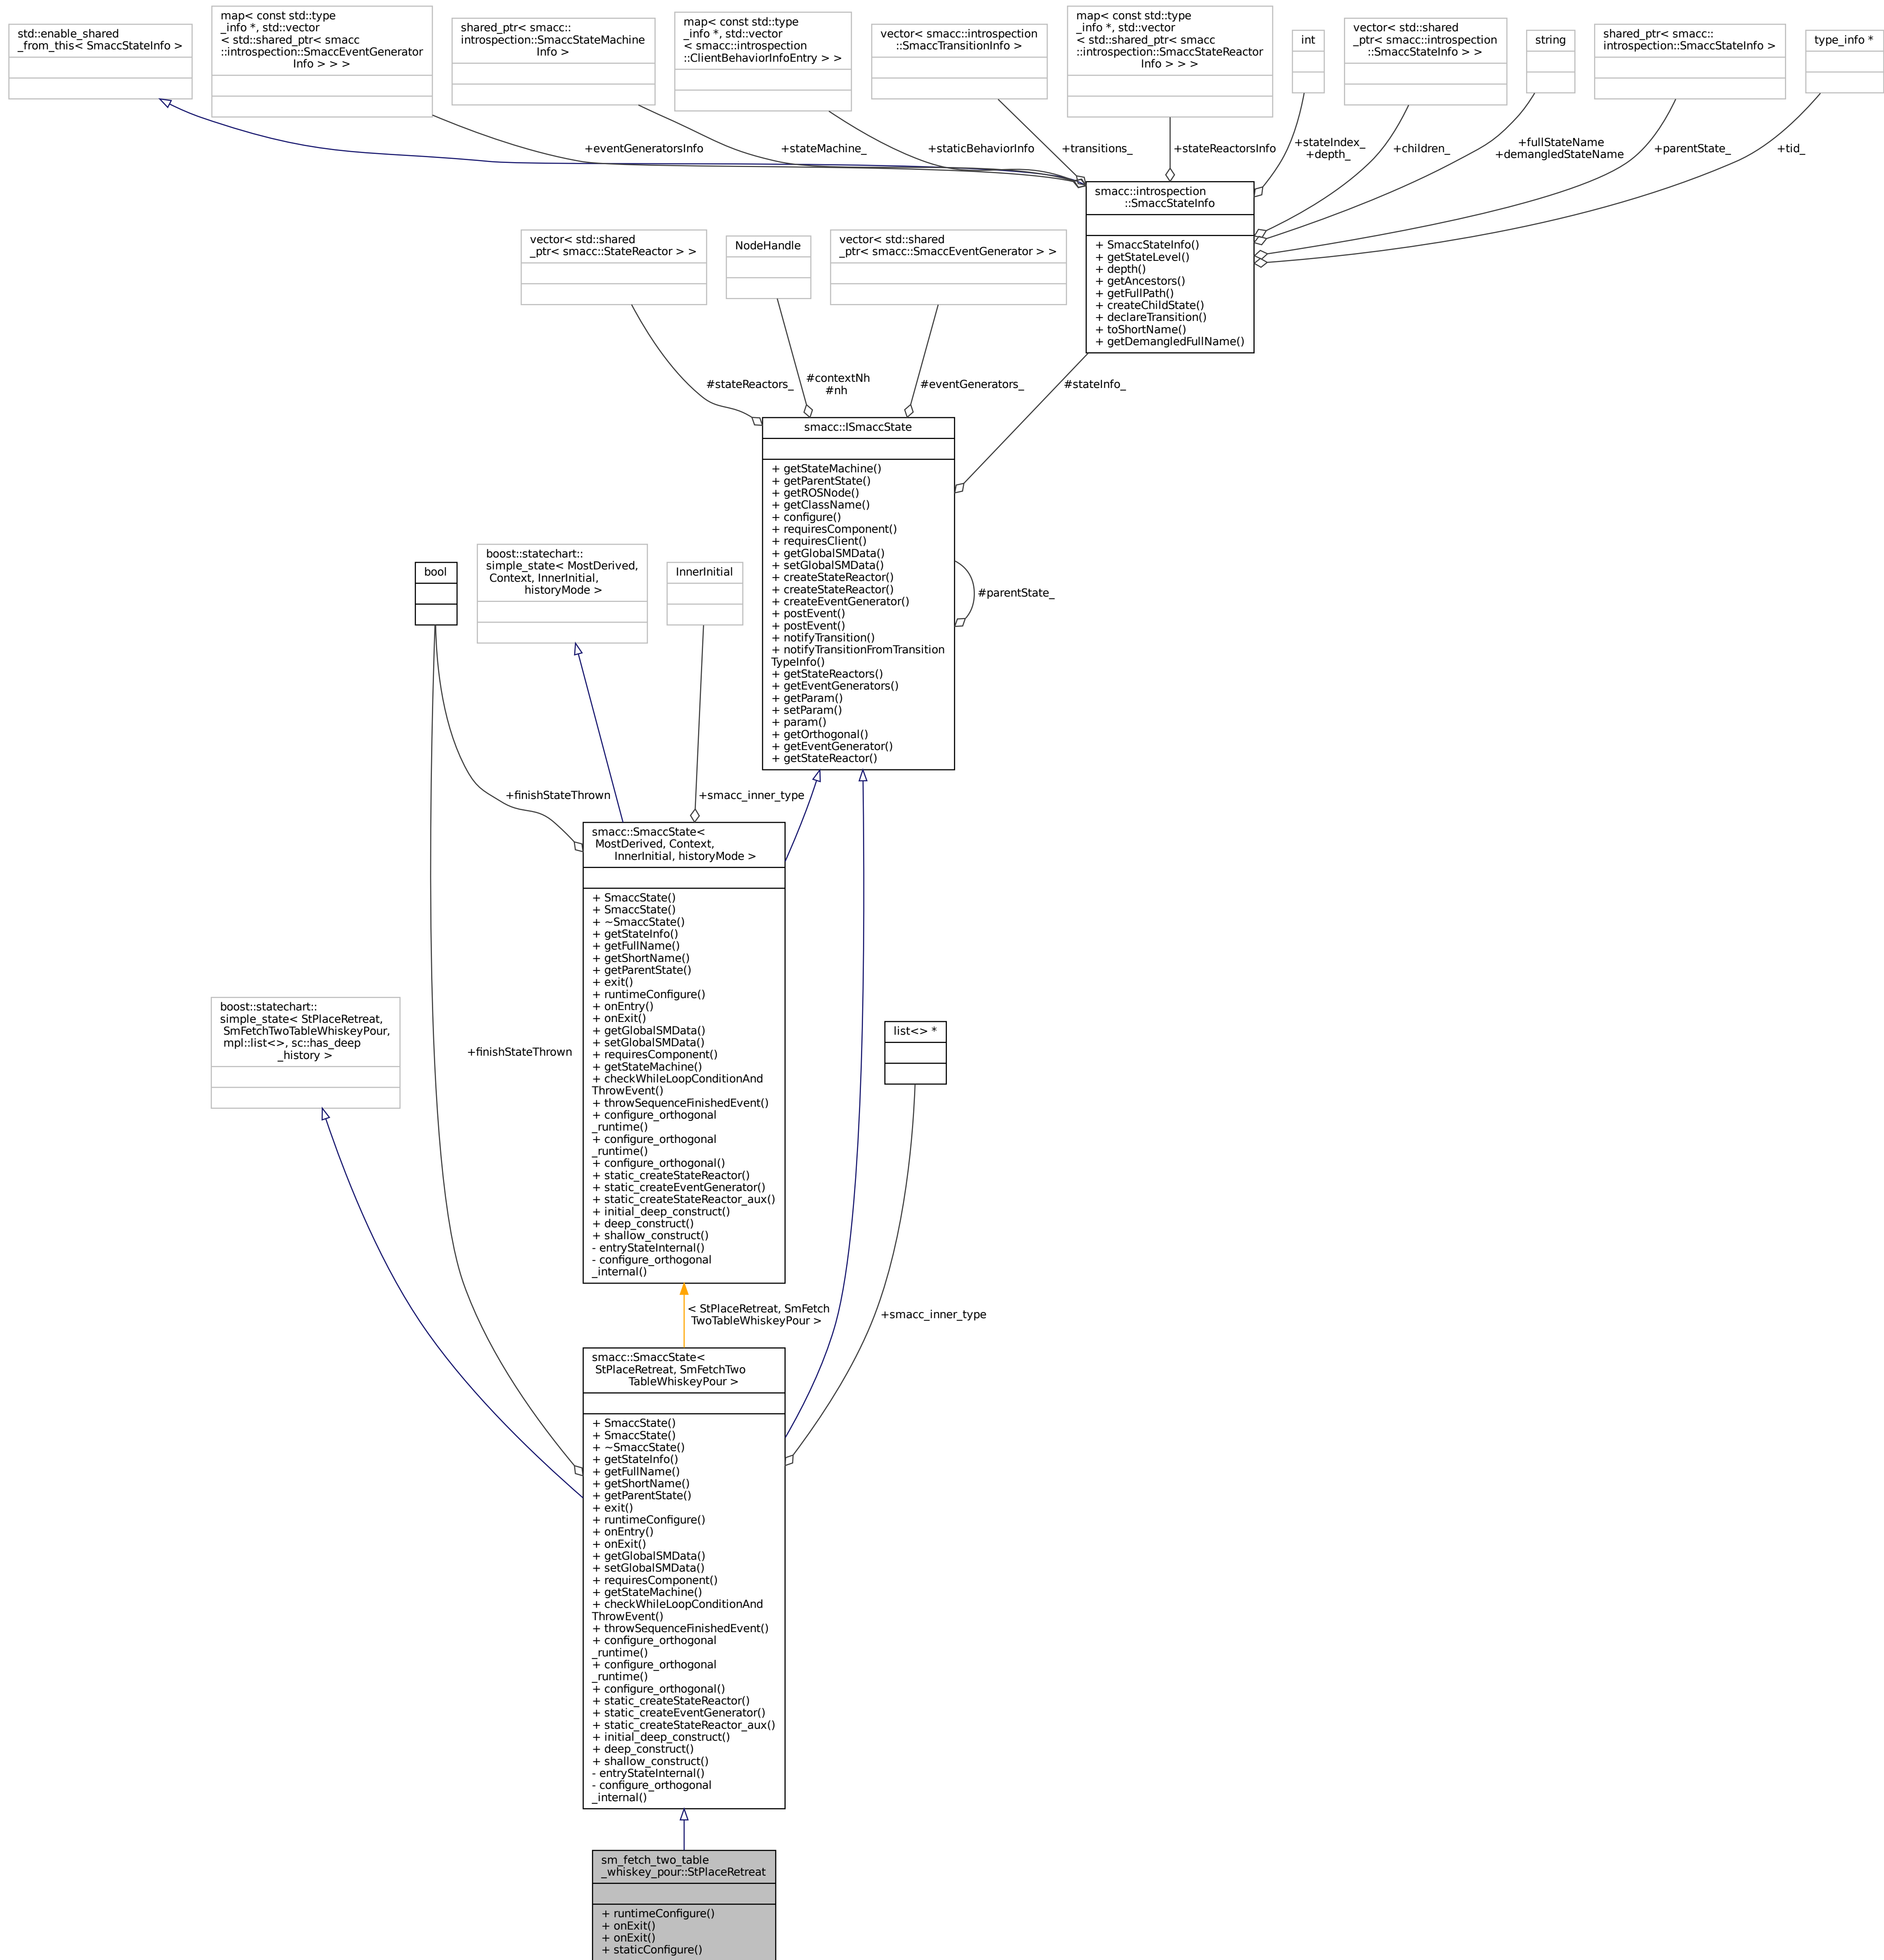 std::enable_shared
_from_this< SmaccStateInfo >
map< const std::type
_info *, std::vector
< std::shared_ptr< smacc
::introspection::SmaccEventGenerator
Info > > >
shared_ptr< smacc::
introspection::SmaccStateMachine
Info >
map< const std::type
_info *, std::vector
< smacc::introspection
::ClientBehaviorInfoEntry > >
vector< smacc::introspection
::SmaccTransitionInfo >
map< const std::type
_info *, std::vector
< std::shared_ptr< smacc
::introspection::SmaccStateReactor
Info > > >
int
vector< std::shared
_ptr< smacc::introspection
::SmaccStateInfo > >
string
shared_ptr< smacc::
introspection::SmaccStateInfo >
type_info *
+eventGeneratorsInfo
+stateMachine_
+staticBehaviorInfo
+transitions_
+stateReactorsInfo
+stateIndex_
+depth_
+children_
+fullStateName
+demangledStateName
+parentState_
+tid_
smacc::introspection
::SmaccStateInfo
+ SmaccStateInfo()
+ getStateLevel()
+ depth()
+ getAncestors()
+ getFullPath()
+ createChildState()
+ declareTransition()
+ toShortName()
+ getDemangledFullName()
vector< std::shared
_ptr< smacc::StateReactor > >
NodeHandle
vector< std::shared
_ptr< smacc::SmaccEventGenerator > >
#stateReactors_
#contextNh
#nh
#eventGenerators_
#stateInfo_
smacc::ISmaccState
+ getStateMachine()
+ getParentState()
+ getROSNode()
+ getClassName()
+ configure()
+ requiresComponent()
+ requiresClient()
+ getGlobalSMData()
+ setGlobalSMData()
+ createStateReactor()
+ createStateReactor()
+ createEventGenerator()
+ postEvent()
+ postEvent()
+ notifyTransition()
+ notifyTransitionFromTransition
TypeInfo()
+ getStateReactors()
+ getEventGenerators()
+ getParam()
+ setParam()
+ param()
+ getOrthogonal()
+ getEventGenerator()
+ getStateReactor()
#parentState_
bool
boost::statechart::
simple_state< MostDerived,
Context, InnerInitial,
historyMode >
InnerInitial
+finishStateThrown
+smacc_inner_type
smacc::SmaccState<
MostDerived, Context,
InnerInitial, historyMode >
+ SmaccState()
+ SmaccState()
+ ~SmaccState()
+ getStateInfo()
+ getFullName()
+ getShortName()
+ getParentState()
+ exit()
+ runtimeConfigure()
+ onEntry()
+ onExit()
+ getGlobalSMData()
+ setGlobalSMData()
+ requiresComponent()
+ getStateMachine()
+ checkWhileLoopConditionAnd
ThrowEvent()
+ throwSequenceFinishedEvent()
+ configure_orthogonal
_runtime()
+ configure_orthogonal
_runtime()
+ configure_orthogonal()
+ static_createStateReactor()
+ static_createEventGenerator()
+ static_createStateReactor_aux()
+ initial_deep_construct()
+ deep_construct()
+ shallow_construct()
- entryStateInternal()
- configure_orthogonal
_internal()
boost::statechart::
simple_state< StPlaceRetreat,
SmFetchTwoTableWhiskeyPour,
mpl::list<>, sc::has_deep
_history >
+finishStateThrown
list<> *
< StPlaceRetreat, SmFetch
TwoTableWhiskeyPour >
+smacc_inner_type
smacc::SmaccState<
StPlaceRetreat, SmFetchTwo
TableWhiskeyPour >
+ SmaccState()
+ SmaccState()
+ ~SmaccState()
+ getStateInfo()
+ getFullName()
+ getShortName()
+ getParentState()
+ exit()
+ runtimeConfigure()
+ onEntry()
+ onExit()
+ getGlobalSMData()
+ setGlobalSMData()
+ requiresComponent()
+ getStateMachine()
+ checkWhileLoopConditionAnd
ThrowEvent()
+ throwSequenceFinishedEvent()
+ configure_orthogonal
_runtime()
+ configure_orthogonal
_runtime()
+ configure_orthogonal()
+ static_createStateReactor()
+ static_createEventGenerator()
+ static_createStateReactor_aux()
+ initial_deep_construct()
+ deep_construct()
+ shallow_construct()
- entryStateInternal()
- configure_orthogonal
_internal()
sm_fetch_two_table
_whiskey_pour::StPlaceRetreat
+ runtimeConfigure()
+ onExit()
+ onExit()
+ staticConfigure()